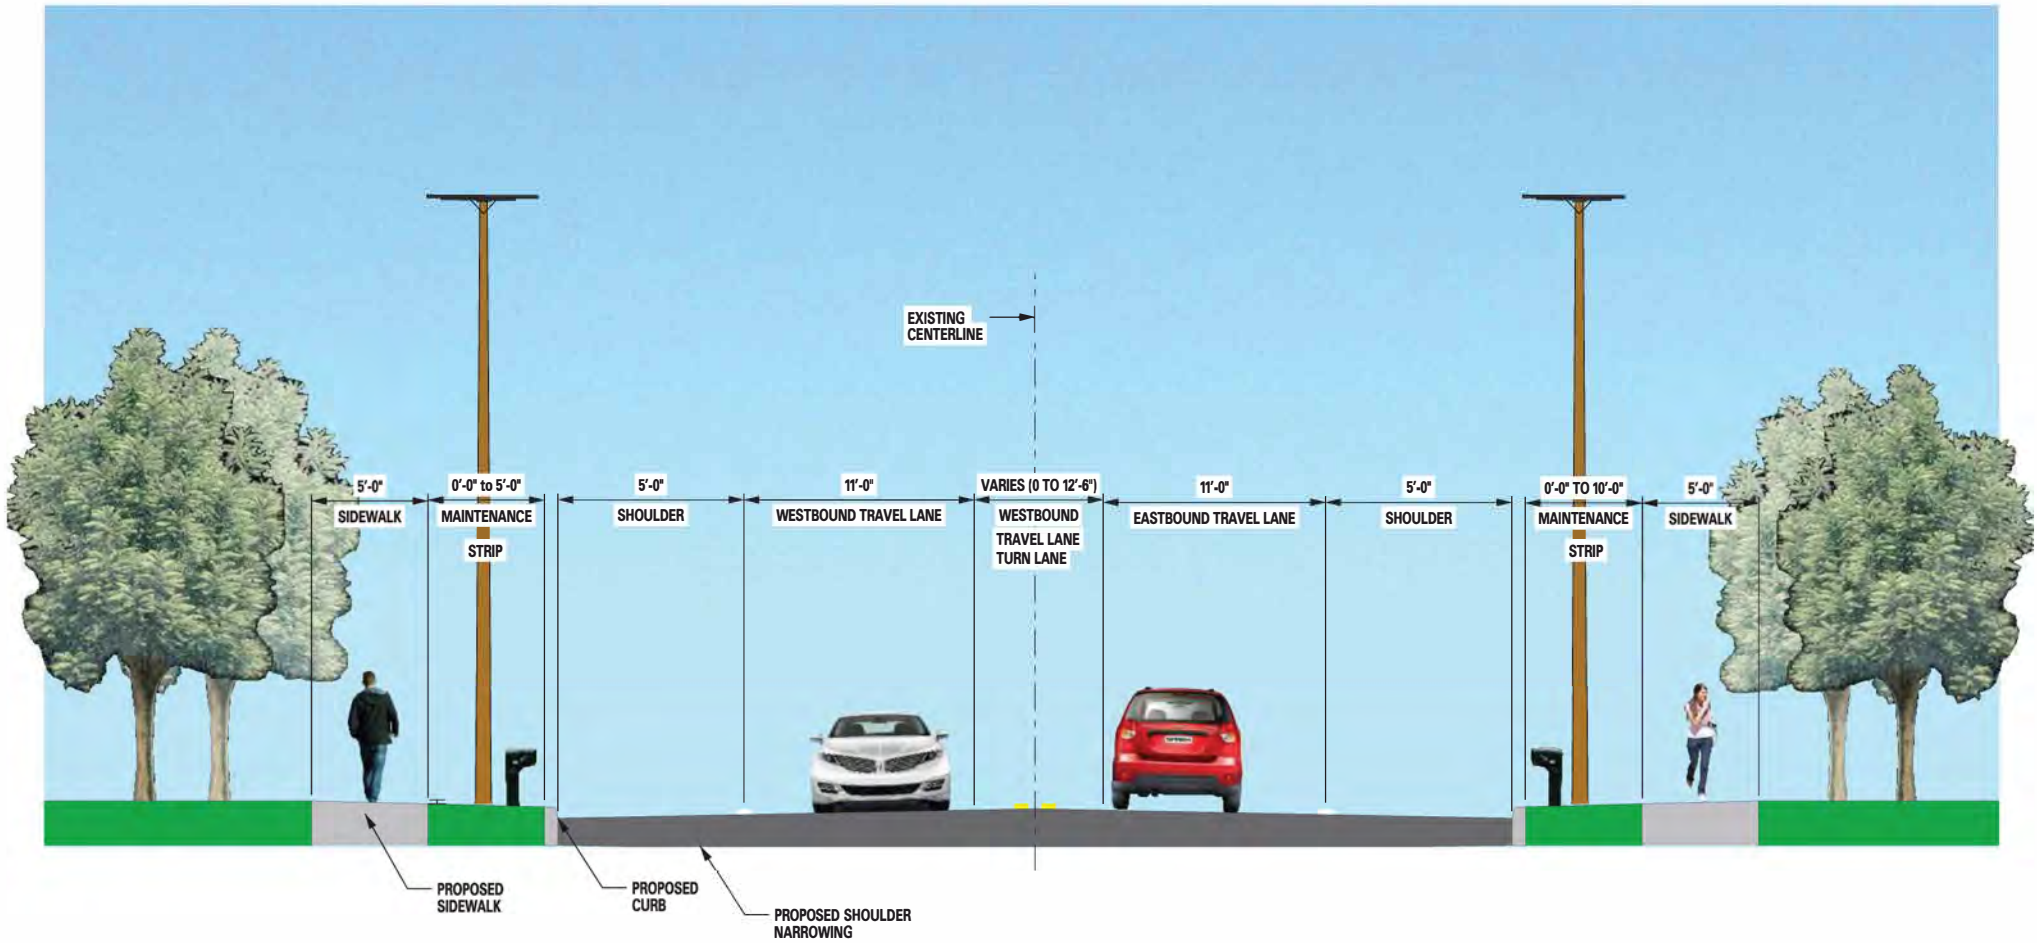 EXISTING
CENTERLINE
5'-0"
SIDEWALK
0'-0" to 5'-0"
MAINTENANCE
STRIP
5'-0"
SHOULDER
11'-0"
WESTBOUND TRAVEL LANE
VARIES (0 TO 12'-6")
WESTBOUND
TRAVEL LANE
TURN LANE
11'-0"
EASTBOUND TRAVEL LANE
5'-0"
SHOULDER
0'-0" TO 10'-0"
MAINTENANCE
STRIP
5'-0"
SIDEWALK
PROPOSED
SIDEWALK
PROPOSED
CURB
PROPOSED SHOULDER
NARROWING